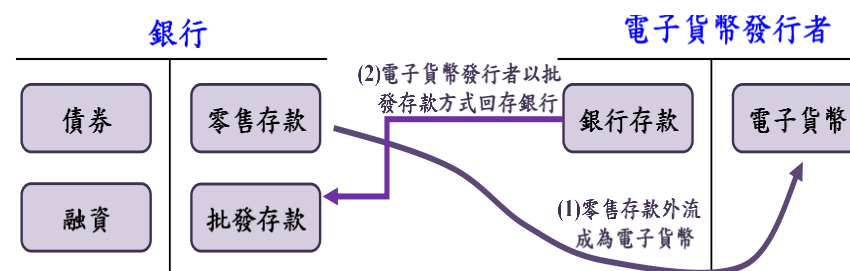 銀行
電子貨幣發行者
(2)電子貨幣發行者以批
發存款方式回存銀行
債券
零售存款
銀行存款
電子貨幣
融資
批發存款
(1)零售存款外流
成為電子貨幣